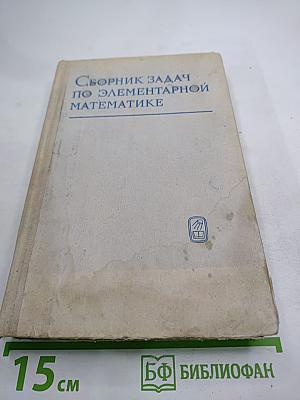 Сборник задач
по элементарной
математике
15 см
БФ БИБЛИОФАН